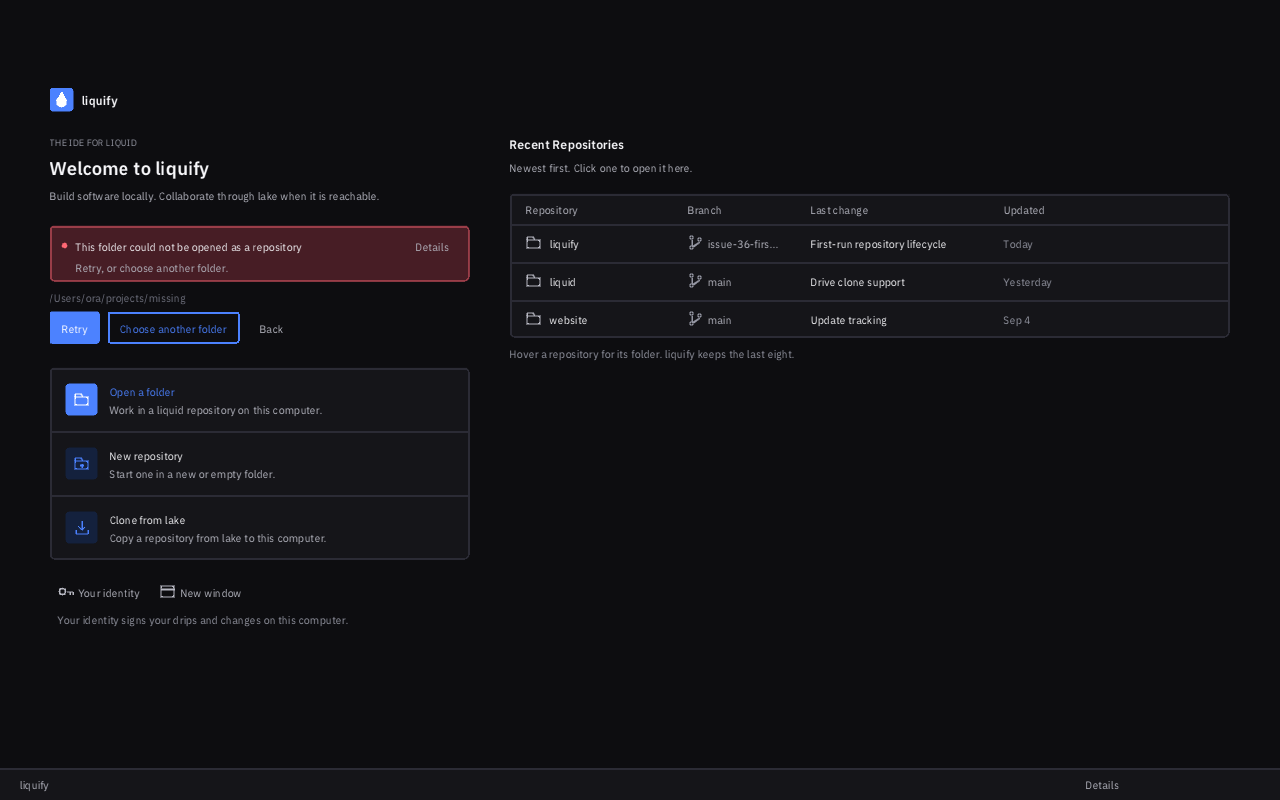 liquify
THE IDE FOR LIQUID
Welcome to liquify
Build software locally. Collaborate through lake when it is reachable.
This folder could not be opened as a repository
Details
Retry, or choose another folder.
/Users/ora/projects/missing
Retry
Choose another folder
Back
Open a folder
Work in a liquid repository on this computer.
New repository
Start one in a new or empty folder.
Clone from lake
Copy a repository from lake to this computer.
Your identity
New window
Your identity signs your drips and changes on this computer.
Recent Repositories
Newest first. Click one to open it here.
Repository Branch Last change Updated
liquify issue-36-firs... First-run repository lifecycle Today
liquid main Drive clone support Yesterday
website main Update tracking Sep 4
Hover a repository for its folder. liquify keeps the last eight.
liquify
Details